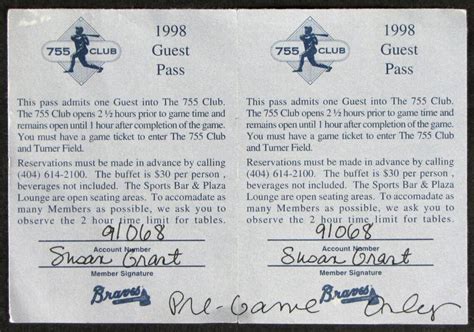 755 CLUB
1998
Guest
Pass
This pass admits one Guest into The 755 Club.
The 755 Club opens 2 ½ hours prior to game time and
remains open until 1 hour after completion of the game.
You must have a game ticket to enter The 755 Club
and Turner Field.
Reservations must be made in advance by calling
(404) 614-2100. The buffet is $30 per person ,
beverages not included. The Sports Bar & Plaza
Lounge are open seating areas. To accomadate as
many Members as possible, we ask you to
observe the 2 hour time limit for tables.
91068
Account Number
Susan Grant
Member Signature
Braves
755 CLUB
1998
Guest
Pass
This pass admits one Guest into The 755 Club.
The 755 Club opens 2 ½ hours prior to game time and
remains open until 1 hour after completion of the game.
You must have a game ticket to enter The 755 Club
and Turner Field.
Reservations must be made in advance by calling
(404) 614-2100. The buffet is $30 per person ,
beverages not included. The Sports Bar & Plaza
Lounge are open seating areas. To accomadate as
many Members as possible, we ask you to
observe the 2 hour time limit for tables.
91068
Account Number
Susan Grant
Member Signature
Braves
Pre-Game Only